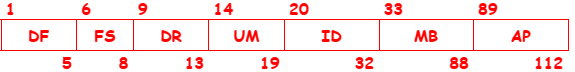 1 6 9 14 20 33 89
DF FS DR UM ID MB AP
5 8 13 19 32 88 112